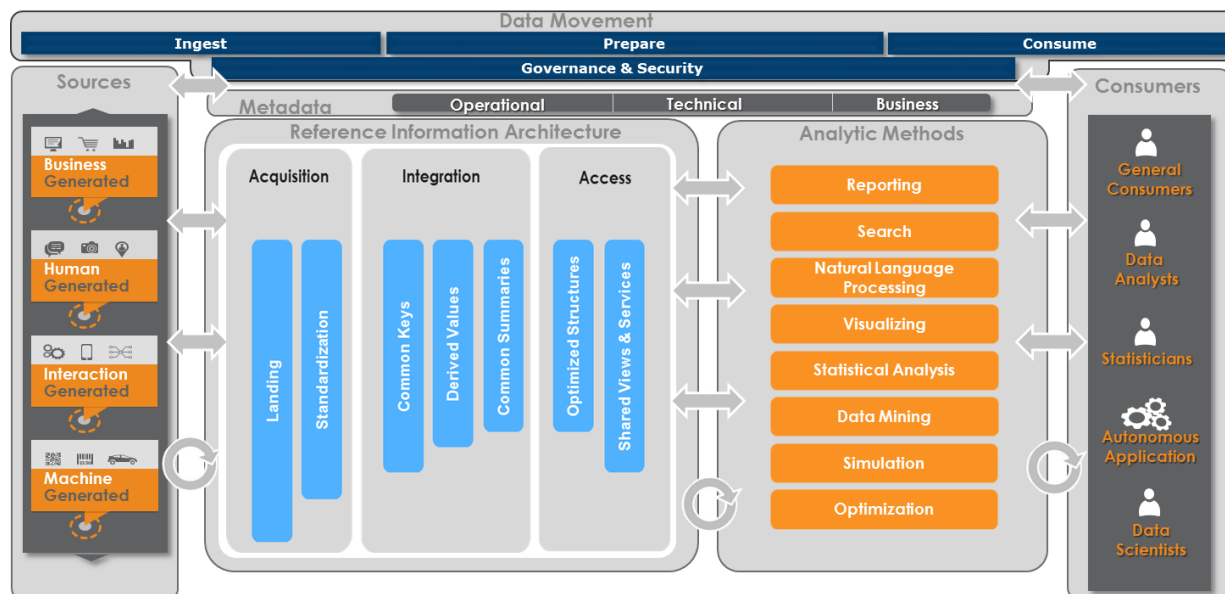 Data Movement
Ingest
Prepare
Consume
Governance & Security
Sources
Metadata
Operational
Technical
Business
Consumers
Business
Generated
Human
Generated
Interaction
Generated
Machine
Generated
Reference Information Architecture
Acquisition
Landing
Standardization
Integration
Common Keys
Derived Values
Common Summaries
Access
Optimized Structures
Shared Views & Services
Analytic Methods
Reporting
Search
Natural Language
Processing
Visualizing
Statistical Analysis
Data Mining
Simulation
Optimization
General
Consumers
Data
Analysts
Statisticians
Autonomous
Application
Data
Scientists